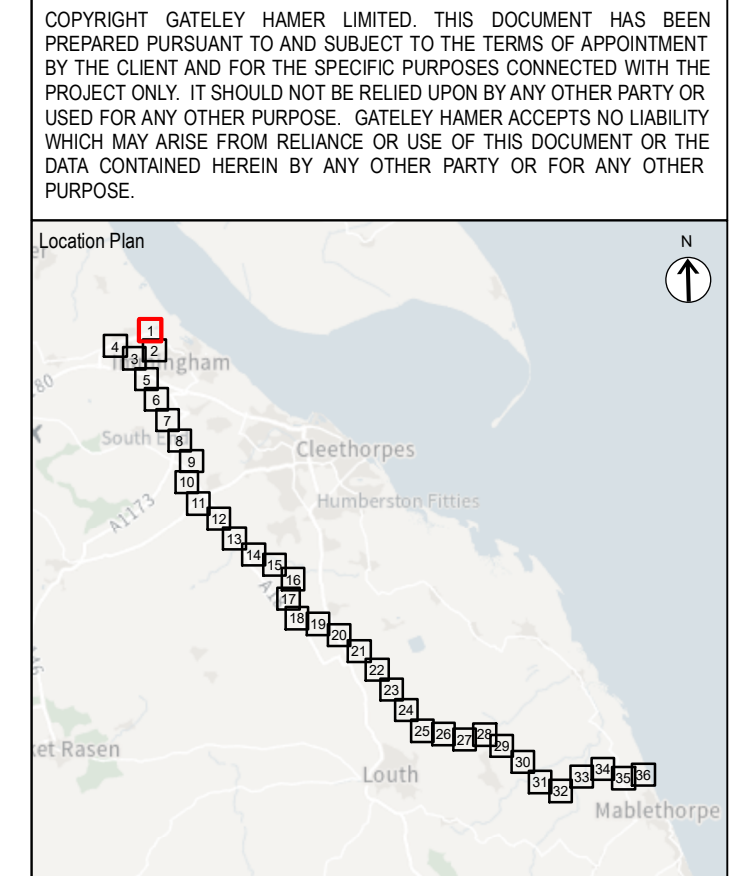 COPYRIGHT GATELEY HAMER LIMITED. THIS DOCUMENT HAS BEEN
PREPARED PURSUANT TO AND SUBJECT TO THE TERMS OF APPOINTMENT
BY THE CLIENT AND FOR THE SPECIFIC PURPOSES CONNECTED WITH THE
PROJECT ONLY. IT SHOULD NOT BE RELIED UPON BY ANY OTHER PARTY OR
USED FOR ANY OTHER PURPOSE. GATELEY HAMER ACCEPTS NO LIABILITY
WHICH MAY ARISE FROM RELIANCE OR USE OF THIS DOCUMENT OR THE
DATA CONTAINED HEREIN BY ANY OTHER PARTY OR FOR ANY OTHER
PURPOSE.
Location Plan
N
1
2
3
4
5
6
7
8
9
10
11
12
13
14
15
16
17
18
19
20
21
22
23
24
25
26
27
28
29
30
31
32
33
34
35
36
Cleethorpes
Humberston Fitties
A1173
South
Louth
Mablethorpe